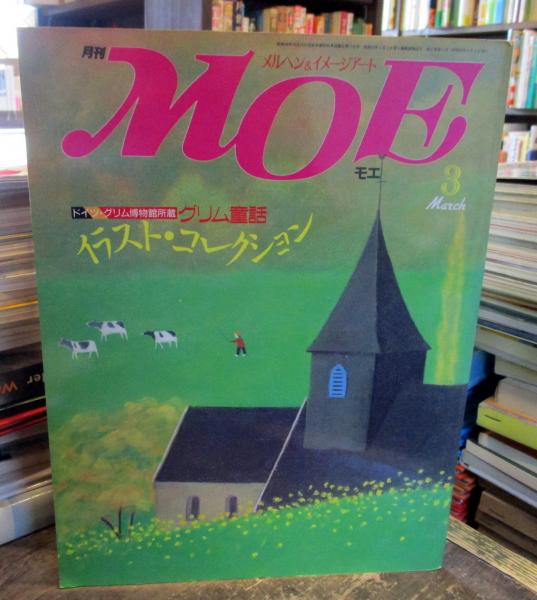 月刊
メルヘン&イメージアート
MOE
モエ
3
March
ドイツ・グリム博物館所蔵 グリム童話
イラスト・コレクション